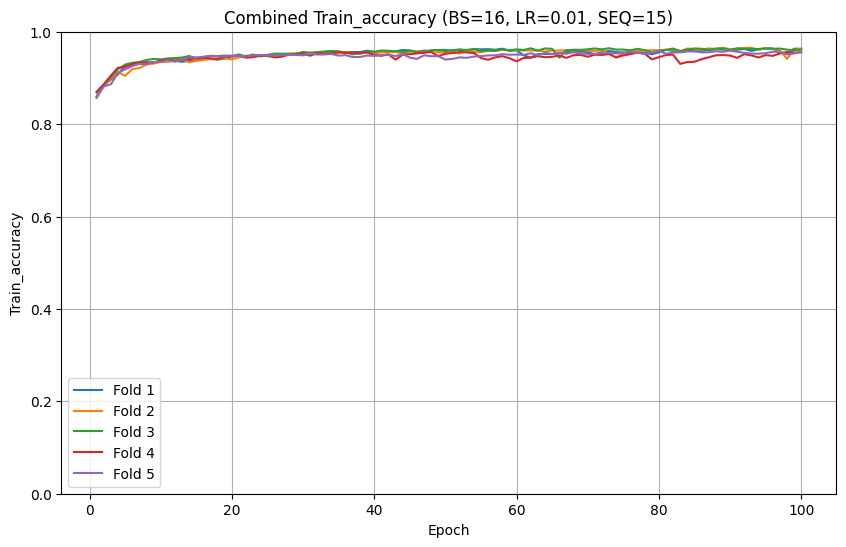 Combined Train_accuracy (BS=16, LR=0.01, SEQ=15)
Train_accuracy
1.0
0.8
0.6
0.4
0.2
0.0
Fold 1
Fold 2
Fold 3
Fold 4
Fold 5
0 20 40 60 80 100
Epoch